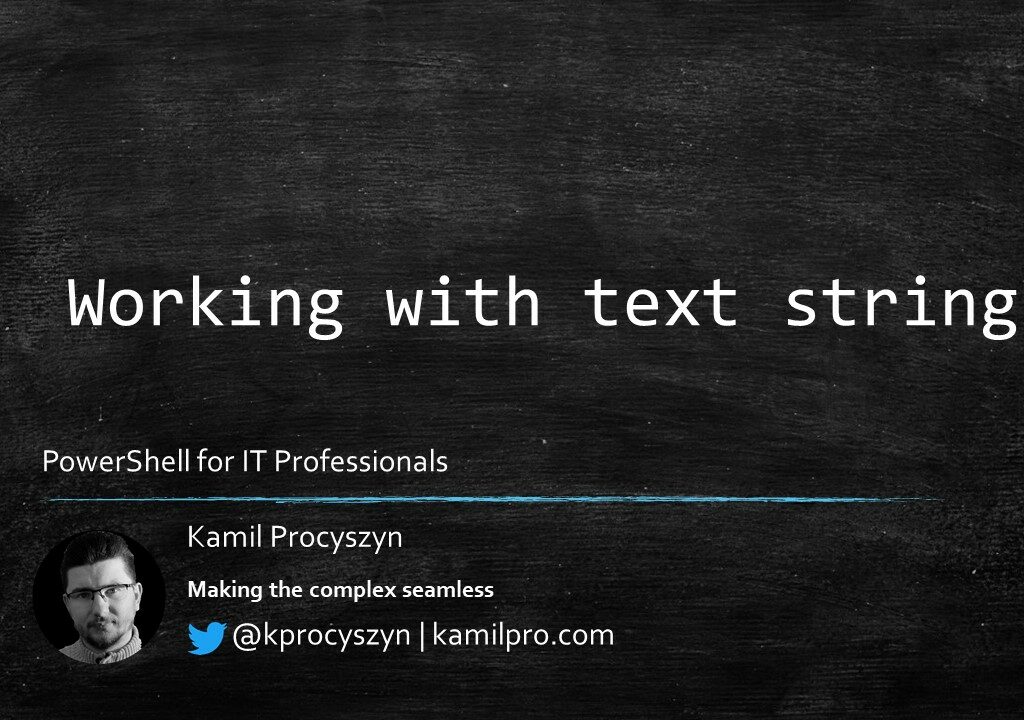 Working with text string
PowerShell for IT Professionals
Kamil Procyszyn
Making the complex seamless
@kprocyszyn | kamilpro.com